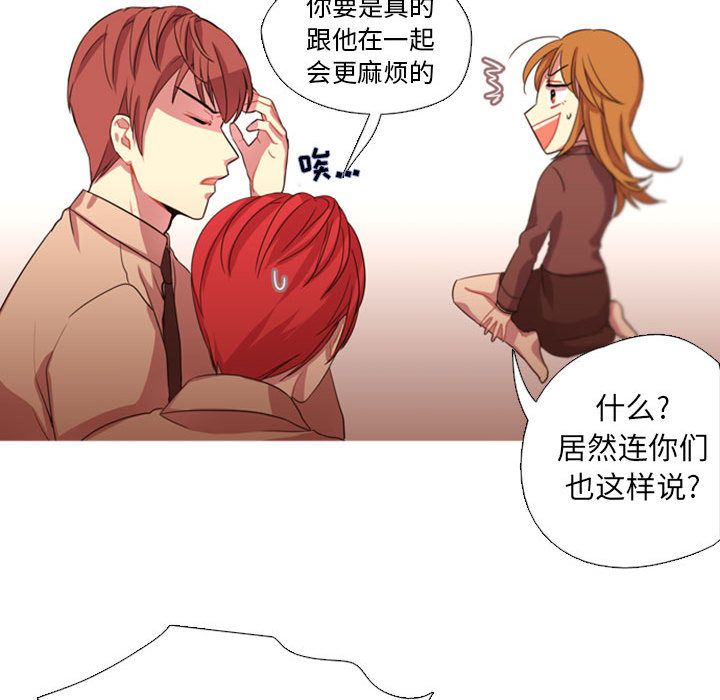 你要是真的
跟他在一起
会更麻烦的
唉……
什么?
居然连你们
也这样说?